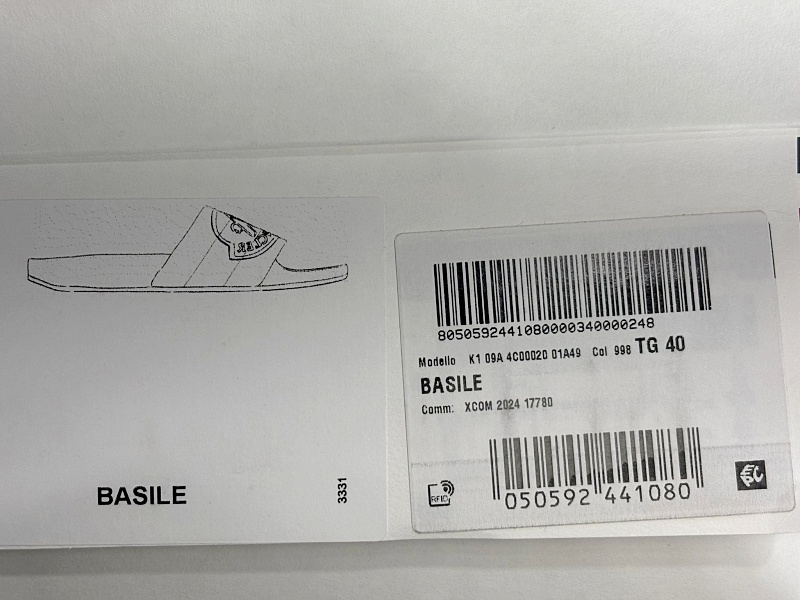 BASILE
3331
8050592441080000340000248
Modello K1 09A 4C00020 01A49 Col 998 TG 40
BASILE
Comm: XCOM 2024 17780
RFID
050592 441080